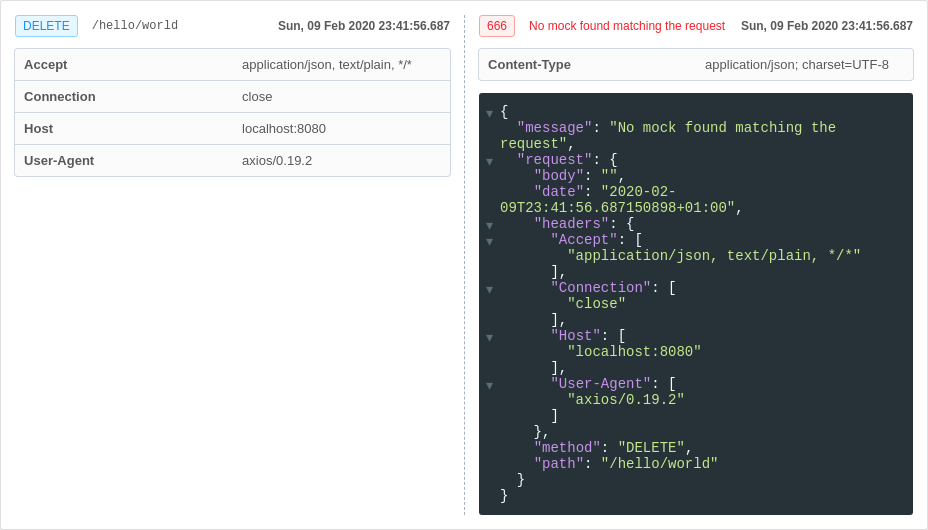 DELETE /hello/world Sun, 09 Feb 2020 23:41:56.687
Accept application/json, text/plain, */*
Connection close
Host localhost:8080
User-Agent axios/0.19.2
666 No mock found matching the request Sun, 09 Feb 2020 23:41:56.687
Content-Type application/json; charset=UTF-8
{
"message": "No mock found matching the
request",
"request": {
"body": "",
"date": "2020-02-
09T23:41:56.687150898+01:00",
"headers": {
"Accept": [
"application/json, text/plain, */*"
],
"Connection": [
"close"
],
"Host": [
"localhost:8080"
],
"User-Agent": [
"axios/0.19.2"
]
},
"method": "DELETE",
"path": "/hello/world"
}
}